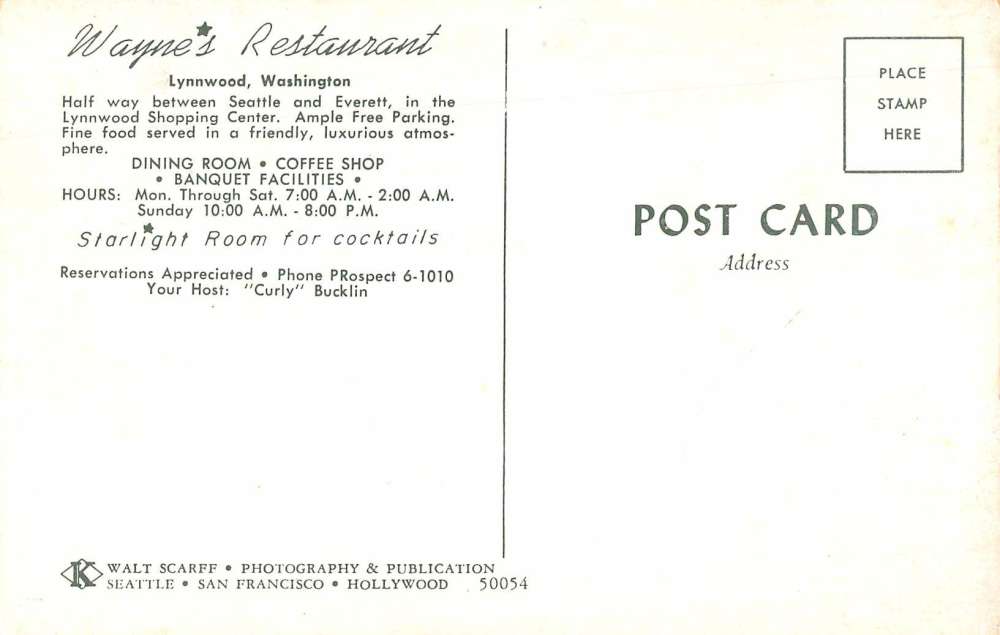 Wayne's Restaurant
Lynnwood, Washington
Half way between Seattle and Everett, in the
Lynnwood Shopping Center. Ample Free Parking.
Fine food served in a friendly, luxurious atmos-
phere.
DINING ROOM • COFFEE SHOP
• BANQUET FACILITIES •
HOURS: Mon. Through Sat. 7:00 A.M. - 2:00 A.M.
Sunday 10:00 A.M. - 8:00 P.M.
Starlight Room for cocktails
Reservations Appreciated • Phone PRospect 6-1010
Your Host: "Curly" Bucklin
K WALT SCARFF • PHOTOGRAPHY & PUBLICATION
SEATTLE • SAN FRANCISCO • HOLLYWOOD 50054
PLACE
STAMP
HERE
POST CARD
Address